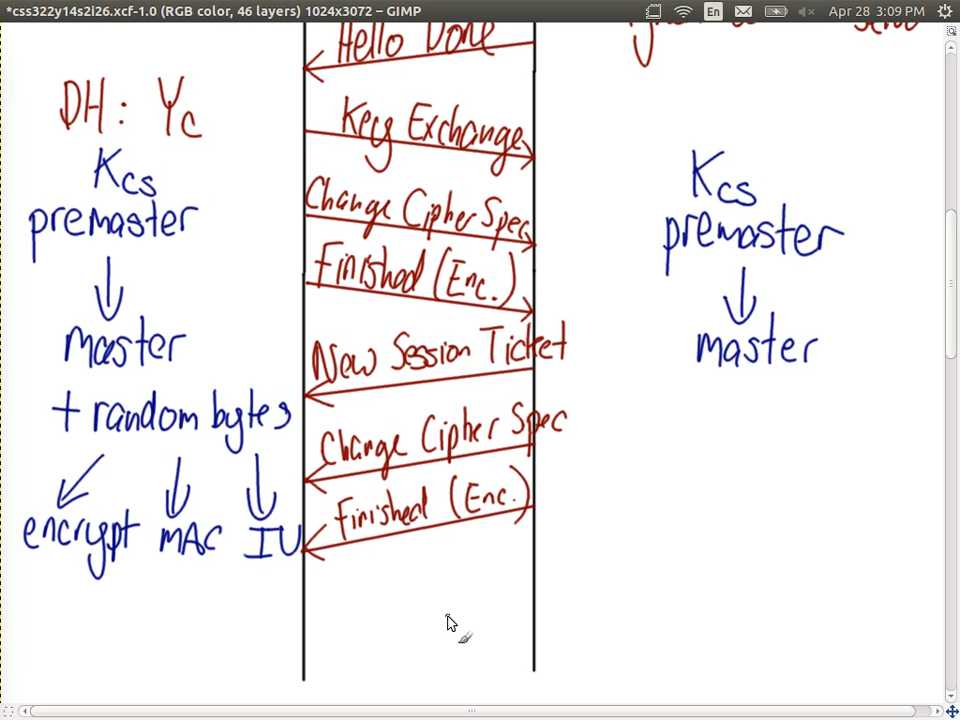 *css322y14s2i26.xcf-1.0 (RGB color, 46 layers) 1024x3072 – GIMP
En
Apr 28 3:09 PM
Hello Done
send
DH: Yc
Key Exchange
Kcs
premaster
Kcs
premaster
Change Cipher Spec
Finished (Enc.)
master
master
New Session Ticket
+ random bytes
Change Cipher Spec
Finished (Enc.)
encrypt MAC IV